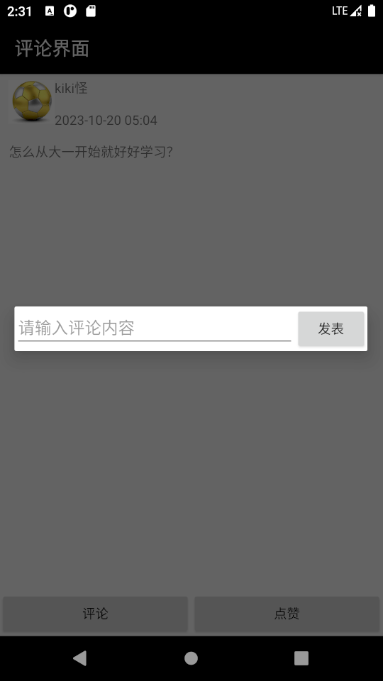 2:31
LTE
评论界面
kiki怪
2023-10-20 05:04
怎么从大一开始就好好学习?
请输入评论内容
发表
评论
点赞